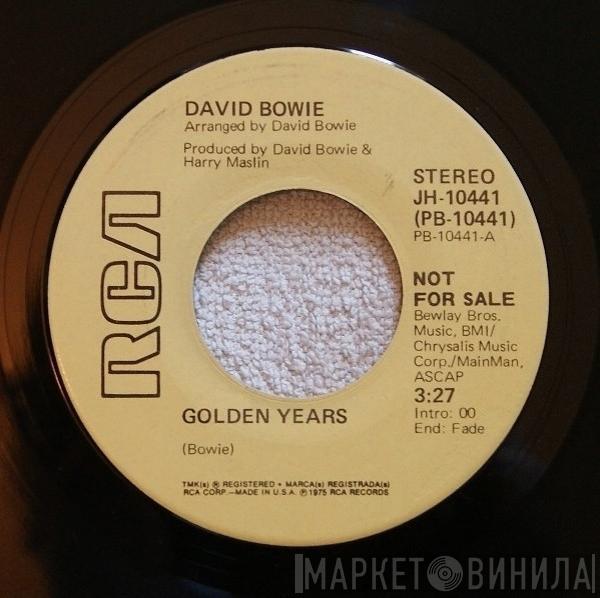 DAVID BOWIE
Arranged by David Bowie
Produced by David Bowie &
Harry Maslin
RCA
STEREO
JH-10441
(PB-10441)
PB-10441-A
NOT
FOR SALE
Bewlay Bros.
Music, BMI/
Chrysalis Music
Corp./MainMan,
ASCAP
3:27
Intro: 00
End: Fade
GOLDEN YEARS
(Bowie)
TMK(s) ® REGISTERED • MARCA(s) REGISTRADA(s)
RCA CORP.—MADE IN U.S.A. ℗ 1975 RCA RECORDS
МАРКЕТ ВИНИЛА